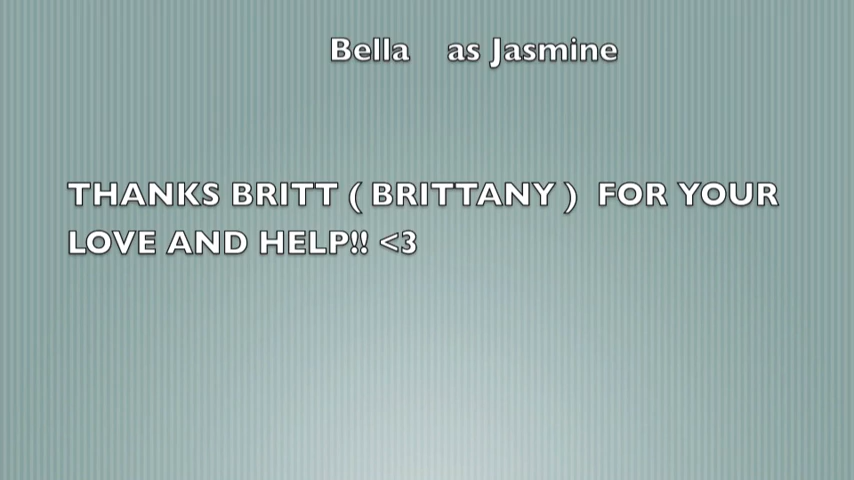 Bella as Jasmine
THANKS BRITT ( BRITTANY ) FOR YOUR
LOVE AND HELP!! <3